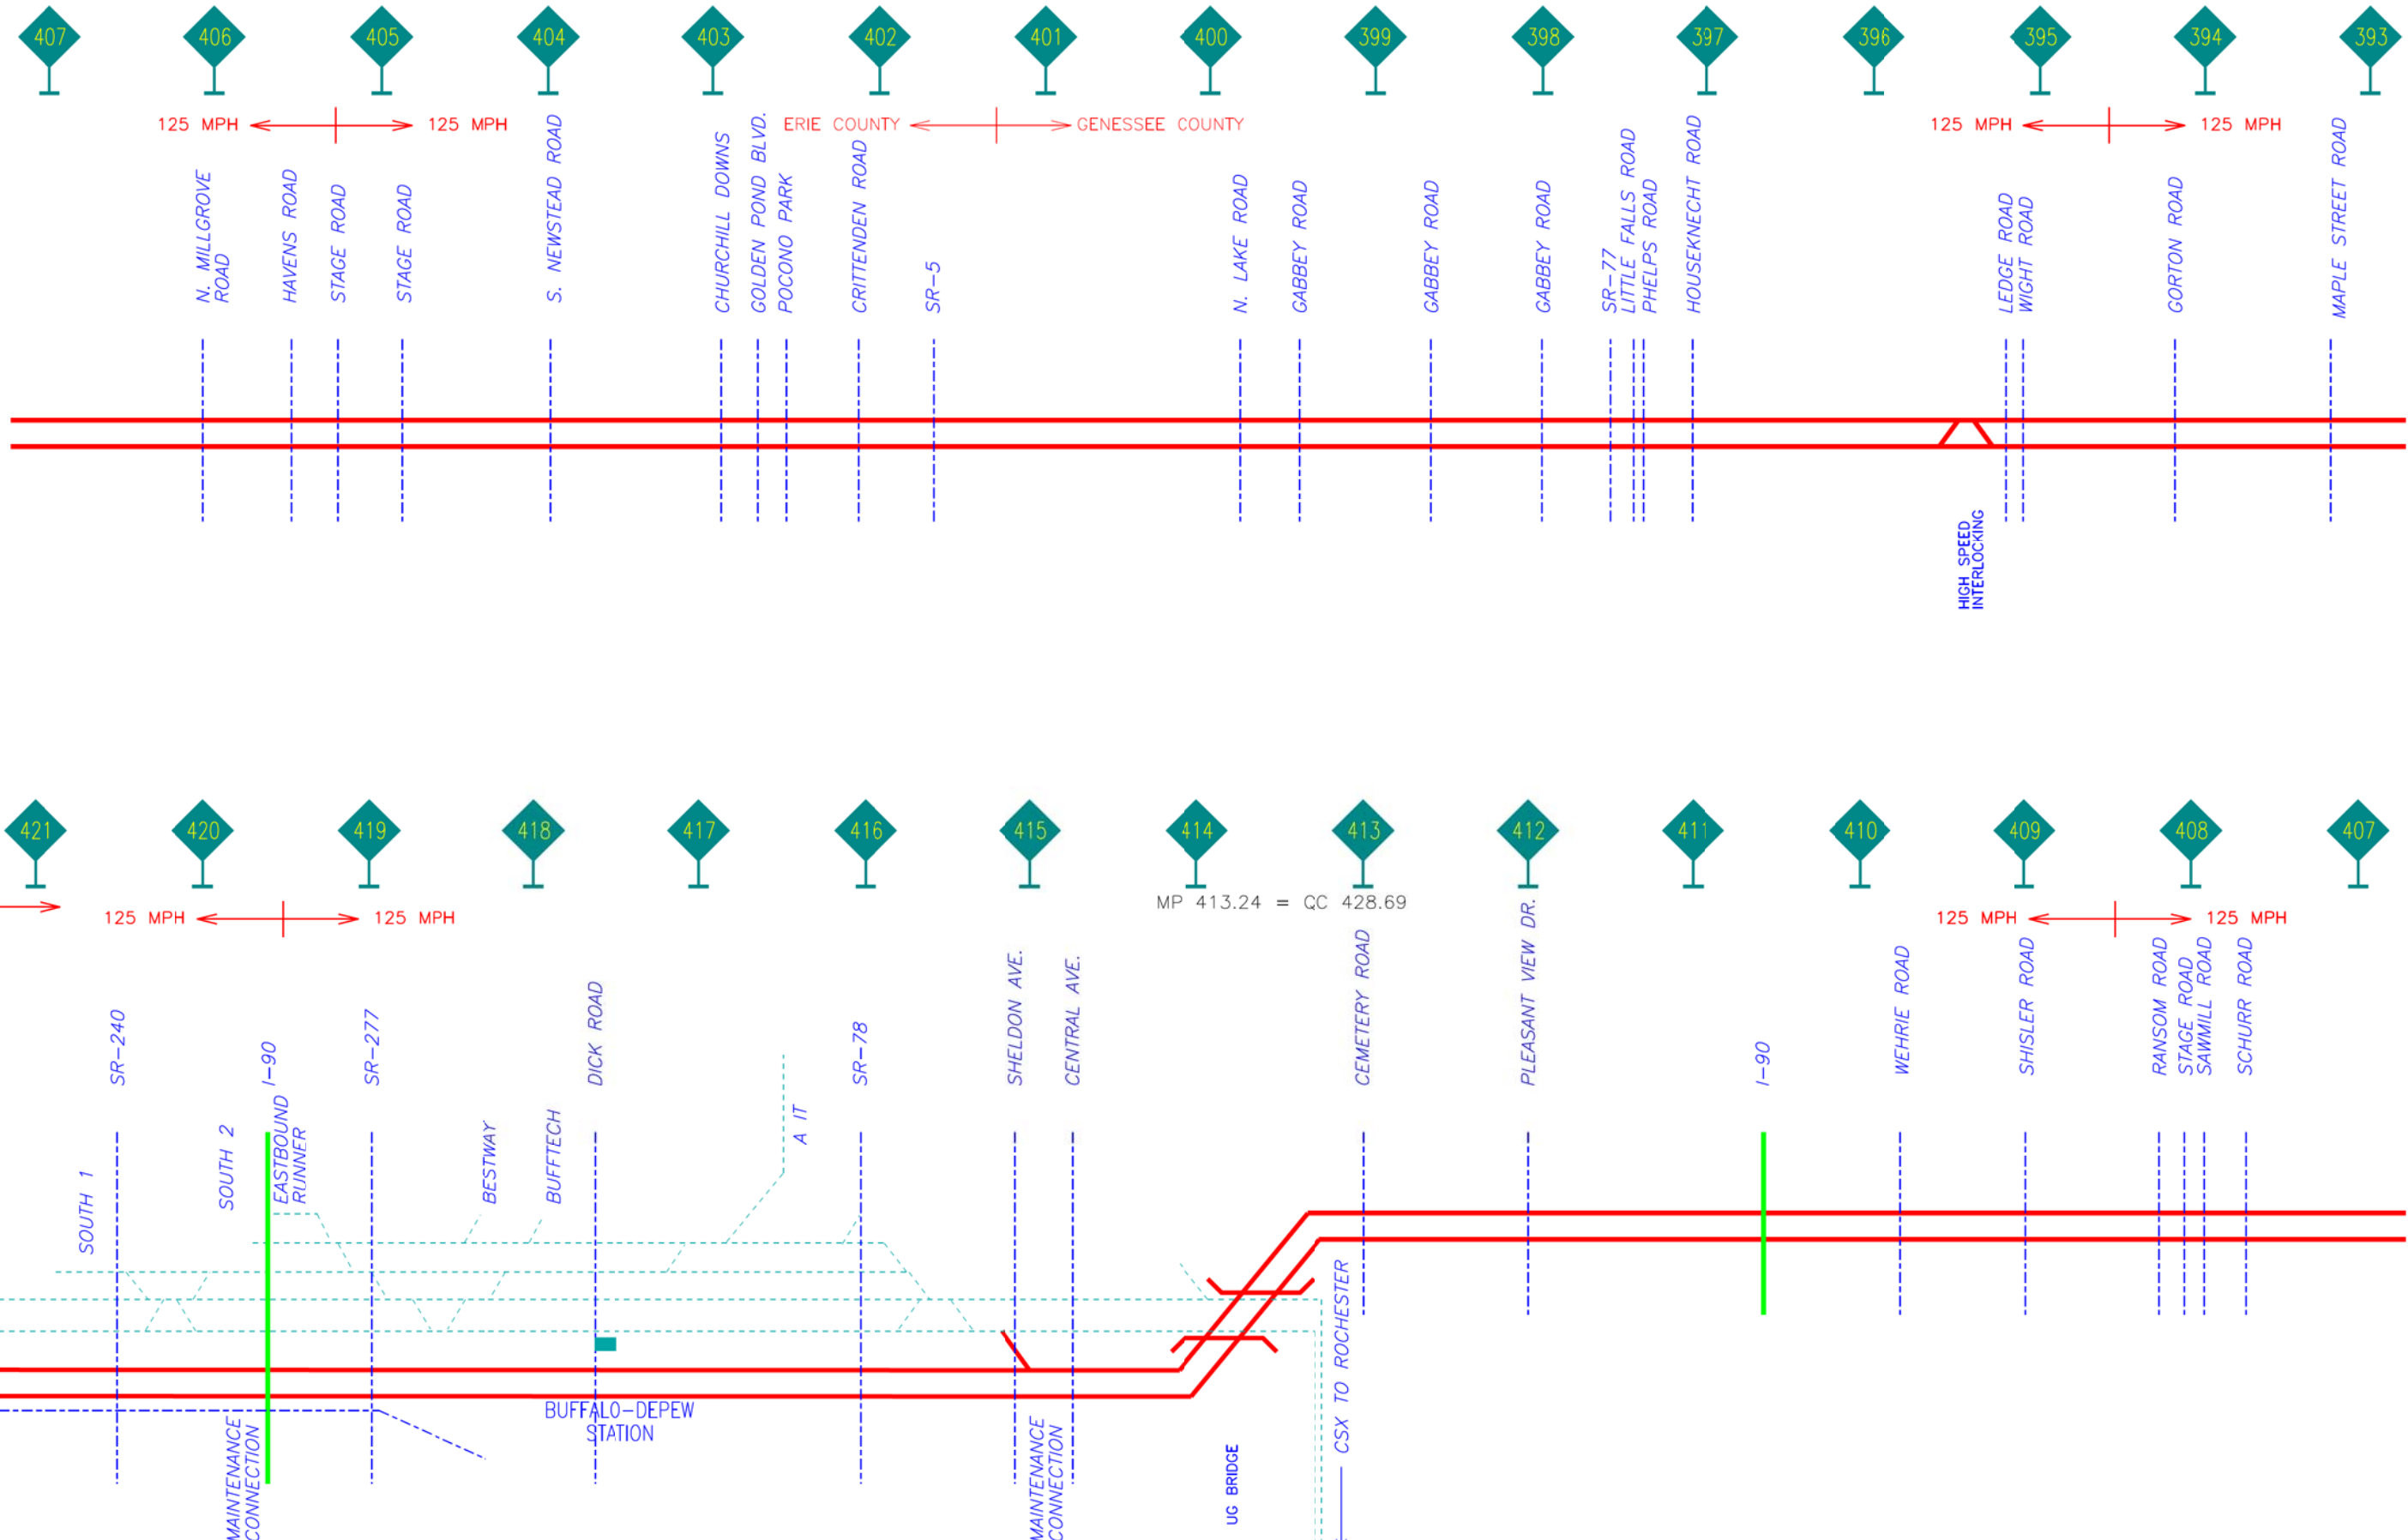 407
406
405
404
403
402
401
400
399
398
397
396
395
394
393
125 MPH
125 MPH
ERIE COUNTY
GENESSEE COUNTY
125 MPH
125 MPH
N. MILLGROVE
ROAD
HAVENS ROAD
STAGE ROAD
STAGE ROAD
S. NEWSTEAD ROAD
CHURCHILL DOWNS
GOLDEN POND BLVD.
POCONO PARK
CRITTENDEN ROAD
SR-5
N. LAKE ROAD
GABBEY ROAD
GABBEY ROAD
GABBEY ROAD
SR-77
LITTLE FALLS ROAD
PHELPS ROAD
HOUSEKNECHT ROAD
LEDGE ROAD
WIGHT ROAD
GORTON ROAD
MAPLE STREET ROAD
HIGH SPEED
INTERLOCKING
421
420
419
418
417
416
415
414
413
412
411
410
409
408
407
125 MPH
125 MPH
MP 413.24 = QC 428.69
125 MPH
125 MPH
SR-240
I-90
SR-277
DICK ROAD
SR-78
SHELDON AVE.
CENTRAL AVE.
CEMETERY ROAD
PLEASANT VIEW DR.
I-90
WEHRIE ROAD
SHISLER ROAD
RANSOM ROAD
STAGE ROAD
SAWMILL ROAD
SCHURR ROAD
SOUTH 1
SOUTH 2
EASTBOUND
RUNNER
BESTWAY
BUFFTECH
A IT
BUFFALO-DEPEW
STATION
MAINTENANCE
CONNECTION
MAINTENANCE
CONNECTION
UG BRIDGE
CSX TO ROCHESTER